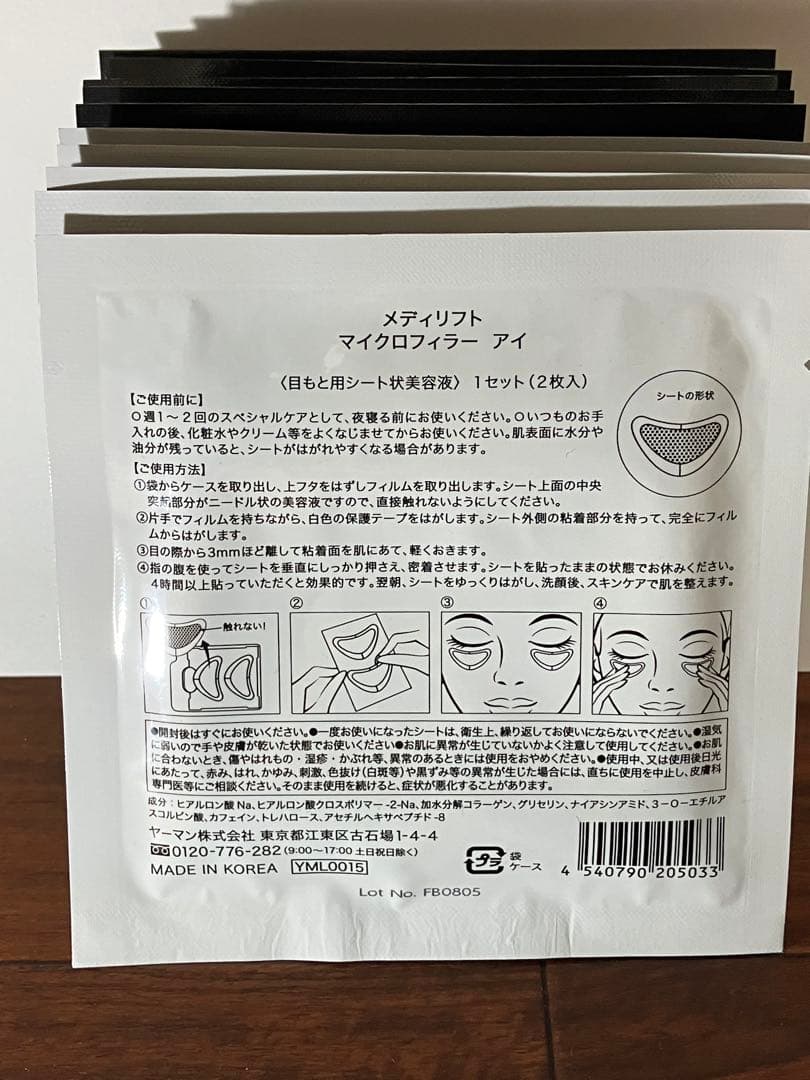 メディリフト
マイクロフィラー アイ
〈目もと用シート状美容液〉 1セット(2枚入)
シートの形状
【ご使用前に】
○週1〜2回のスペシャルケアとして、夜寝る前にお使いください。○いつものお手
入れの後、化粧水やクリーム等をよくなじませてからお使いください。肌表面に水分や
油分が残っていると、シートがはがれやすくなる場合があります。
【ご使用方法】
①袋からケースを取り出し、上フタをはずしフィルムを取り出します。シート上面の中央
突起部分がニードル状の美容液ですので、直接触れないようにしてください。
②片手でフィルムを持ちながら、白色の保護テープをはがします。シート外側の粘着部分を持って、完全にフィル
ムからはがします。
③目の際から3mmほど離して粘着面を肌にあて、軽くおきます。
④指の腹を使ってシートを垂直にしっかり押さえ、密着させます。シートを貼ったままの状態でお休みください。
4時間以上貼っていただくと効果的です。翌朝、シートをゆっくりはがし、洗顔後、スキンケアで肌を整えます。
① ② ③ ④
触れない!
●開封後はすぐにお使いください。●一度お使いになったシートは、衛生上、繰り返してお使いにならないでください。●湿気
に弱いので手や皮膚が乾いた状態でお使いください●お肌に異常が生じていないかよく注意して使用してください。●お肌
に合わないとき、傷やはれもの・湿疹・かぶれ等、異常のあるときには使用をおやめください。●使用中、又は使用後日光
にあたって、赤み、はれ、かゆみ、刺激、色抜け(白斑等)や黒ずみ等の異常が生じた場合には、直ちに使用を中止し、皮膚科
専門医等にご相談ください。そのまま使用を続けると、症状が悪化することがあります。
成分:ヒアルロン酸Na、ヒアルロン酸クロスポリマー-2-Na、加水分解コラーゲン、グリセリン、ナイアシンアミド、3-O-エチルア
スコルビン酸、カフェイン、トレハロース、アセチルヘキサペプチド-8
ヤーマン株式会社 東京都江東区古石場1-4-4
0120-776-282 (9:00〜17:00 土日祝日除く)
MADE IN KOREA YML0015
プラ 袋
ケース
4 540790 205033
Lot No. FB0805